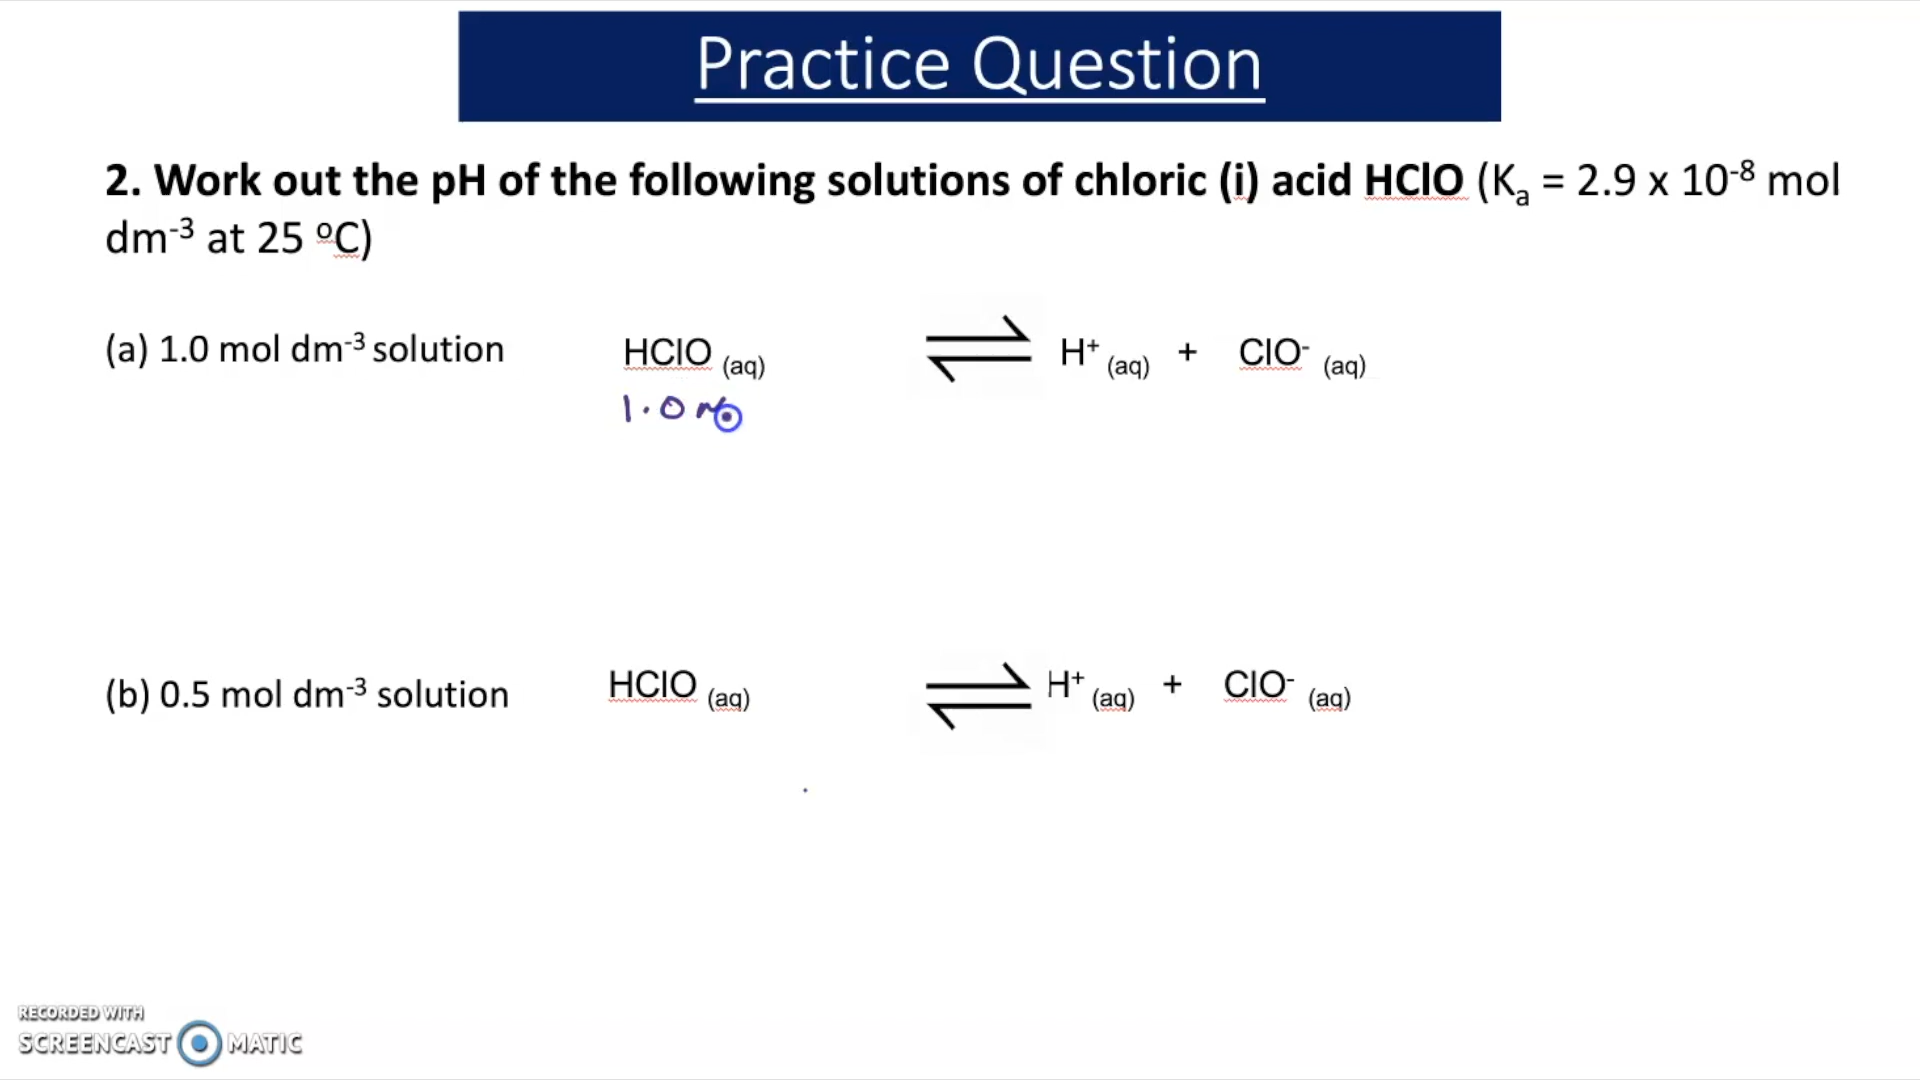 Practice Question
2. Work out the pH of the following solutions of chloric (i) acid HClO (Kₐ = 2.9 x 10⁻⁸ mol
dm⁻³ at 25 ºC)
(a) 1.0 mol dm⁻³ solution HClO (aq) ⇌ H⁺ (aq) + ClO⁻ (aq)
1.0
(b) 0.5 mol dm⁻³ solution HClO (aq) ⇌ H⁺ (aq) + ClO⁻ (aq)
RECORDED WITH
SCREENCAST MATIC